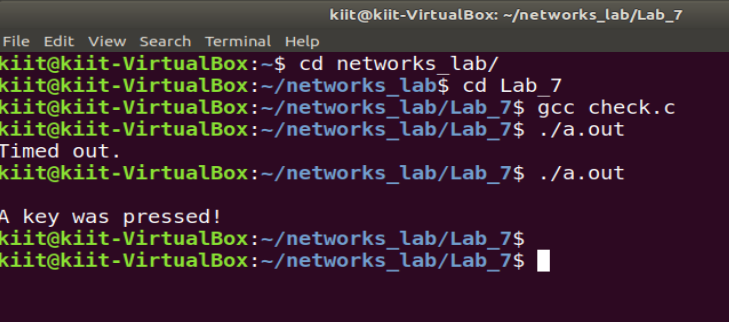 kiit@kiit-VirtualBox: ~/networks_lab/Lab_7
File Edit View Search Terminal Help
kiit@kiit-VirtualBox:~$ cd networks_lab/
kiit@kiit-VirtualBox:~/networks_lab$ cd Lab_7
kiit@kiit-VirtualBox:~/networks_lab/Lab_7$ gcc check.c
kiit@kiit-VirtualBox:~/networks_lab/Lab_7$ ./a.out
Timed out.
kiit@kiit-VirtualBox:~/networks_lab/Lab_7$ ./a.out
A key was pressed!
kiit@kiit-VirtualBox:~/networks_lab/Lab_7$
kiit@kiit-VirtualBox:~/networks_lab/Lab_7$